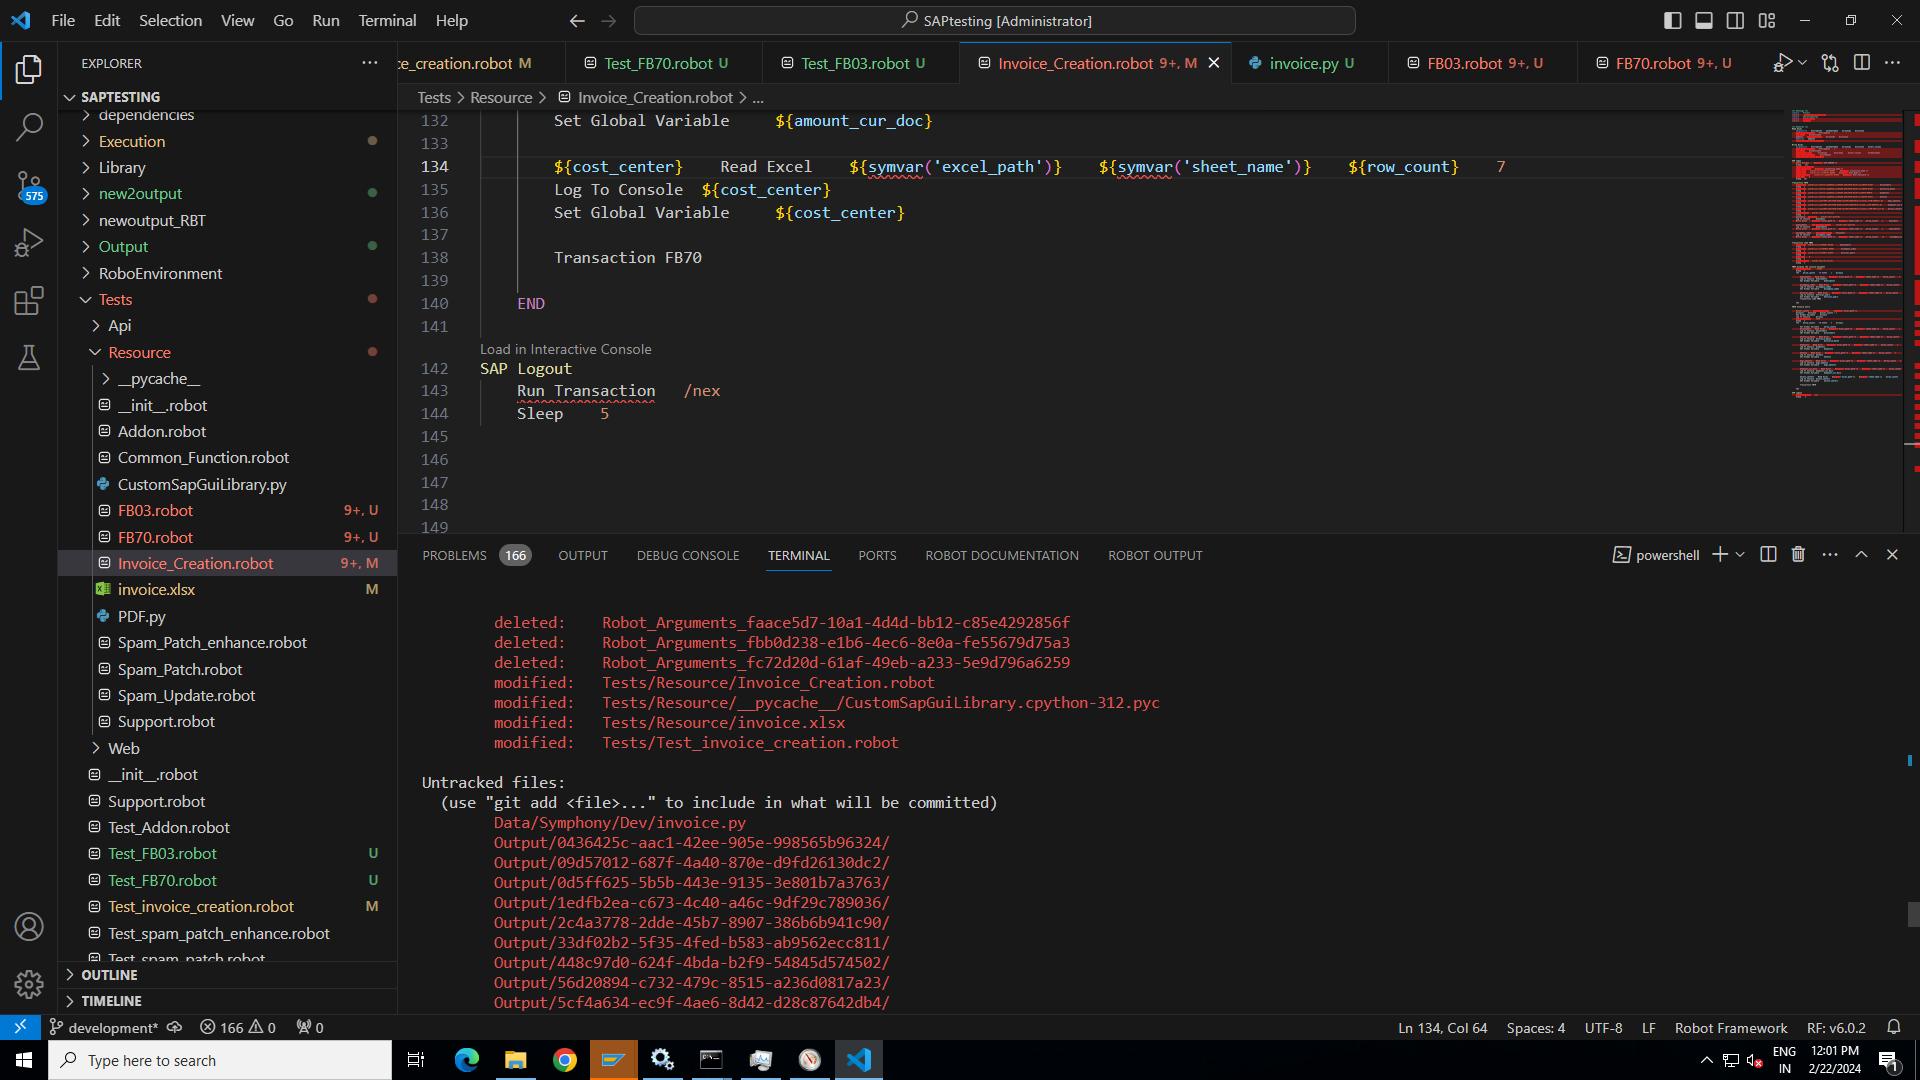 File Edit Selection View Go Run Terminal Help
SAPtesting [Administrator]
EXPLORER
SAPTESTING
dependencies
Execution
Library
new2output
newoutput_RBT
Output
RoboEnvironment
Tests
Api
Resource
__pycache__
__init__.robot
Addon.robot
Common_Function.robot
CustomSapGuiLibrary.py
FB03.robot 9+, U
FB70.robot 9+, U
Invoice_Creation.robot 9+, M
invoice.xlsx M
PDF.py
Spam_Patch_enhance.robot
Spam_Patch.robot
Spam_Update.robot
Support.robot
Web
__init__.robot
Support.robot
Test_Addon.robot
Test_FB03.robot U
Test_FB70.robot U
Test_invoice_creation.robot M
Test_spam_patch_enhance.robot
Test_spam_patch.robot
OUTLINE
TIMELINE
575
ce_creation.robot M
Test_FB70.robot U
Test_FB03.robot U
Invoice_Creation.robot 9+, M
invoice.py U
FB03.robot 9+, U
FB70.robot 9+, U
Tests > Resource > Invoice_Creation.robot > ...
132 Set Global Variable ${amount_cur_doc}
133
134 ${cost_center} Read Excel ${symvar('excel_path')} ${symvar('sheet_name')} ${row_count} 7
135 Log To Console ${cost_center}
136 Set Global Variable ${cost_center}
137
138 Transaction FB70
139
140 END
141
Load in Interactive Console
142 SAP Logout
143 Run Transaction /nex
144 Sleep 5
145
146
147
148
149
PROBLEMS 166 OUTPUT DEBUG CONSOLE TERMINAL PORTS ROBOT DOCUMENTATION ROBOT OUTPUT
powershell
deleted: Robot_Arguments_faace5d7-10a1-4d4d-bb12-c85e4292856f
deleted: Robot_Arguments_fbb0d238-e1b6-4ec6-8e0a-fe55679d75a3
deleted: Robot_Arguments_fc72d20d-61af-49eb-a233-5e9d796a6259
modified: Tests/Resource/Invoice_Creation.robot
modified: Tests/Resource/__pycache__/CustomSapGuiLibrary.cpython-312.pyc
modified: Tests/Resource/invoice.xlsx
modified: Tests/Test_invoice_creation.robot
Untracked files:
(use "git add <file>..." to include in what will be committed)
Data/Symphony/Dev/invoice.py
Output/0436425c-aac1-42ee-905e-998565b96324/
Output/09d57012-687f-4a40-870e-d9fd26130dc2/
Output/0d5ff625-5b5b-443e-9135-3e801b7a3763/
Output/1edfb2ea-c673-4c40-a46c-9df29c789036/
Output/2c4a3778-2dde-45b7-8907-386b6b941c90/
Output/33df02b2-5f35-4fed-b583-ab9562ecc811/
Output/448c97d0-624f-4bda-b2f9-54845d574502/
Output/56d20894-c732-479c-8515-a236d0817a23/
Output/5cf4a634-ec9f-4ae6-8d42-d28c87642db4/
development* 166 0 0
Ln 134, Col 64 Spaces: 4 UTF-8 LF Robot Framework RF: v6.0.2
Type here to search
ENG
IN
12:01 PM
2/22/2024
1